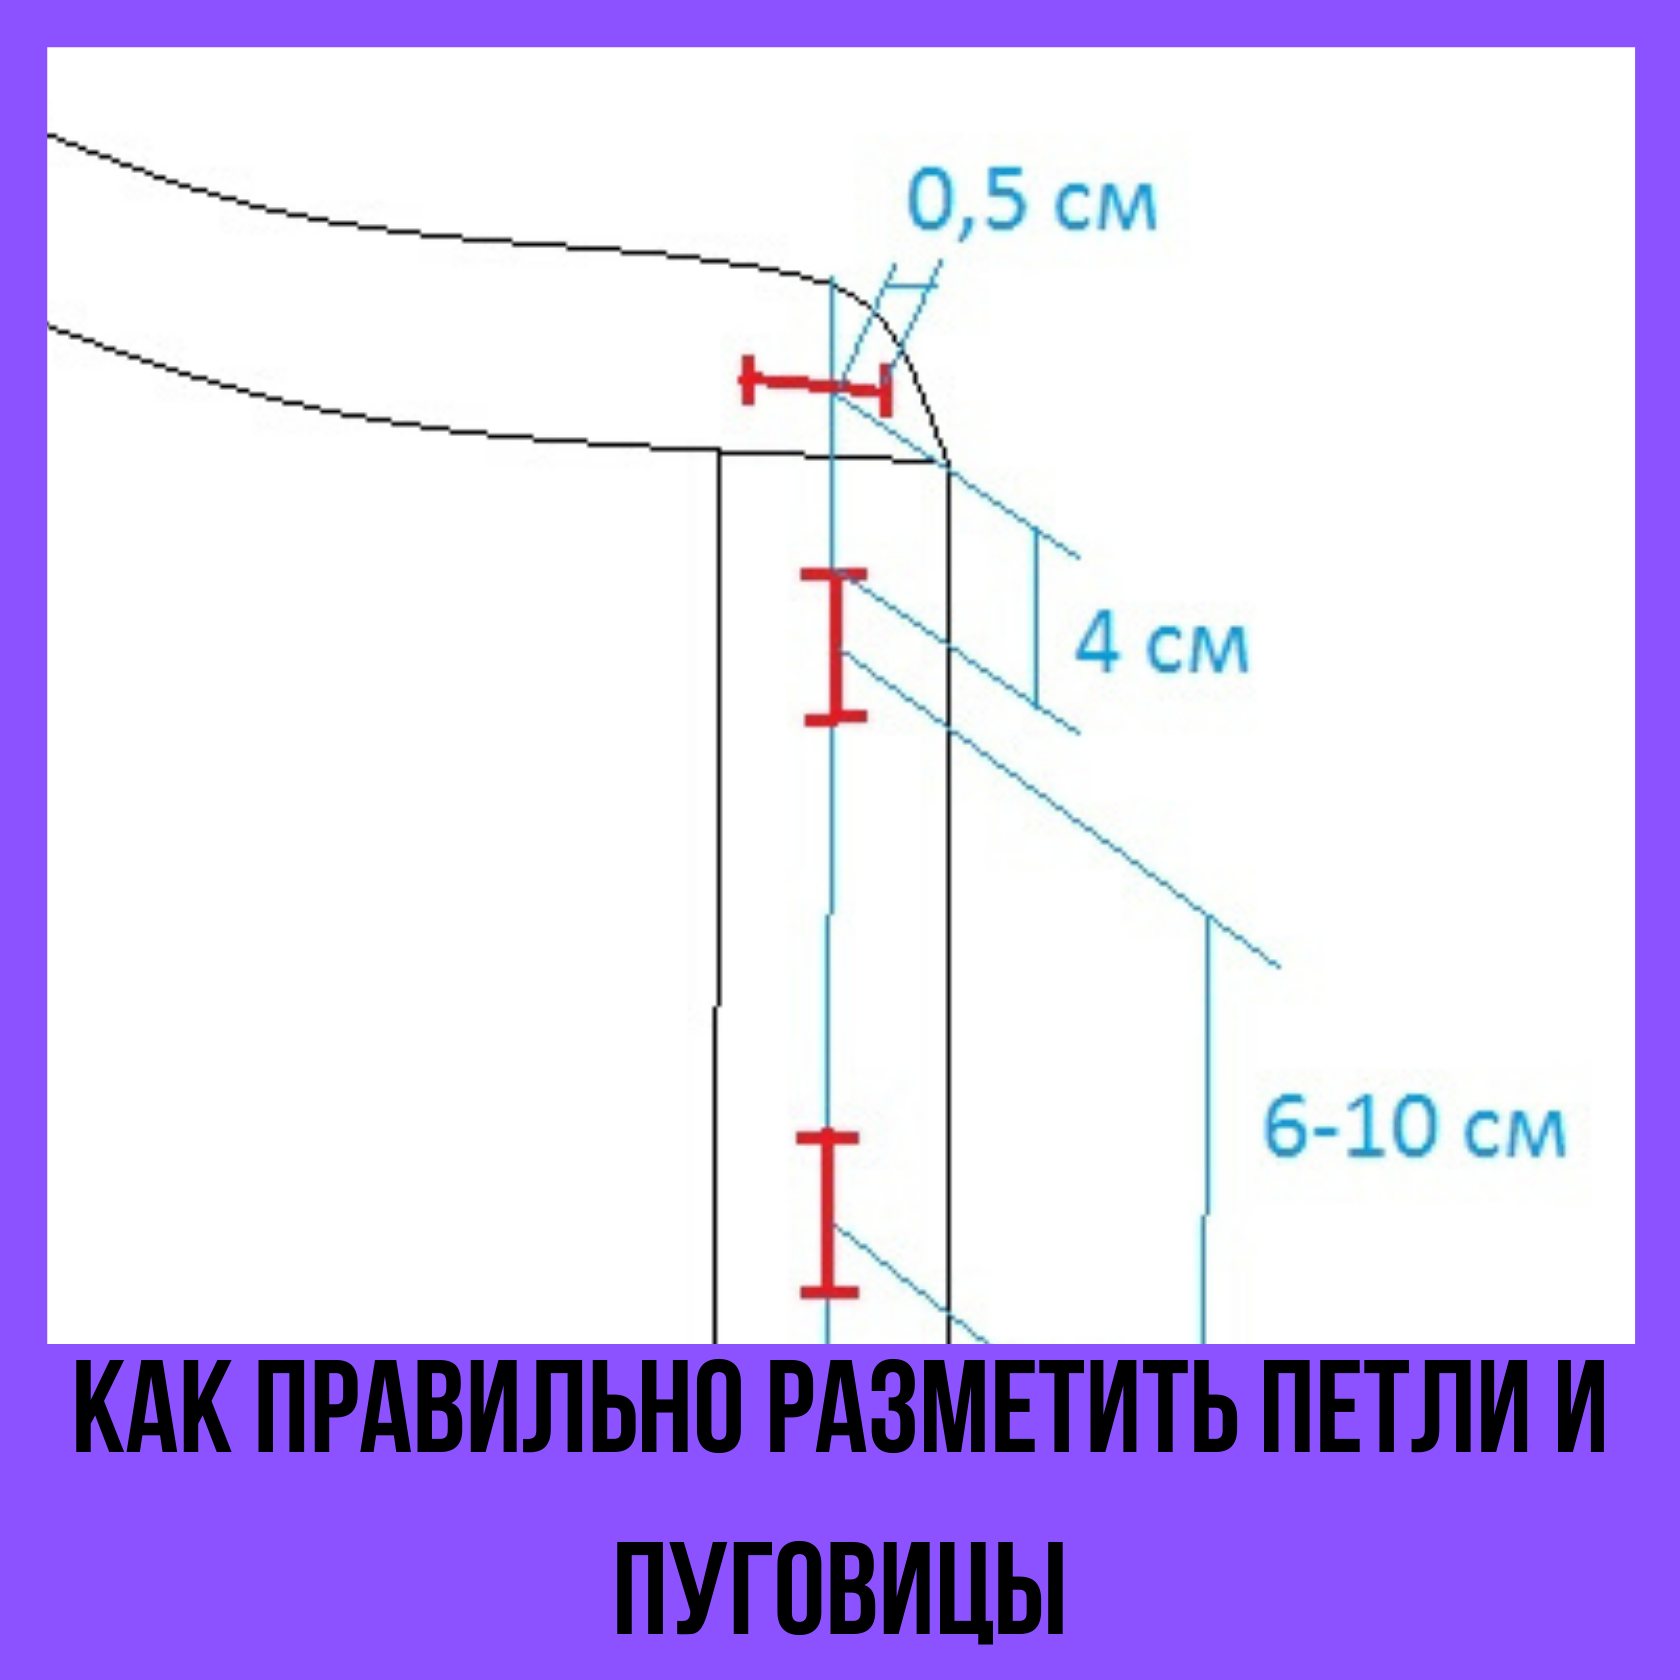 0,5 см
4 см
6-10 см
КАК ПРАВИЛЬНО РАЗМЕТИТЬ ПЕТЛИ И
ПУГОВИЦЫ